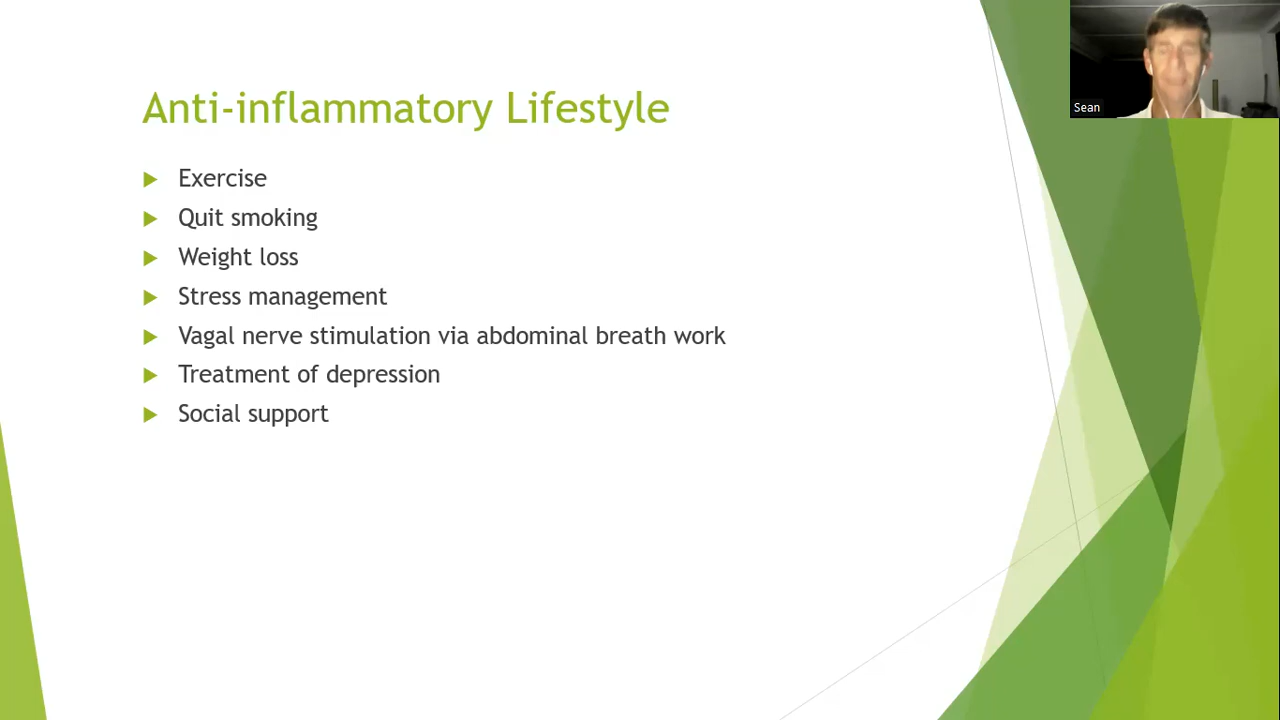 Anti-inflammatory Lifestyle
Exercise
Quit smoking
Weight loss
Stress management
Vagal nerve stimulation via abdominal breath work
Treatment of depression
Social support
Sean